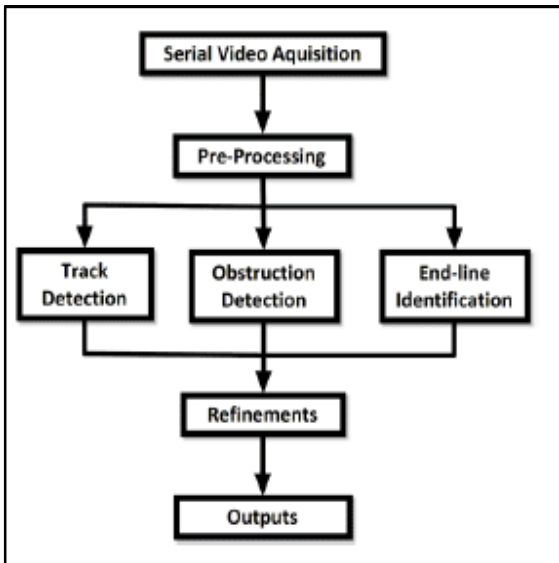 Serial Video Aquisition
Pre-Processing
Track
Detection
Obstruction
Detection
End-line
Identification
Refinements
Outputs